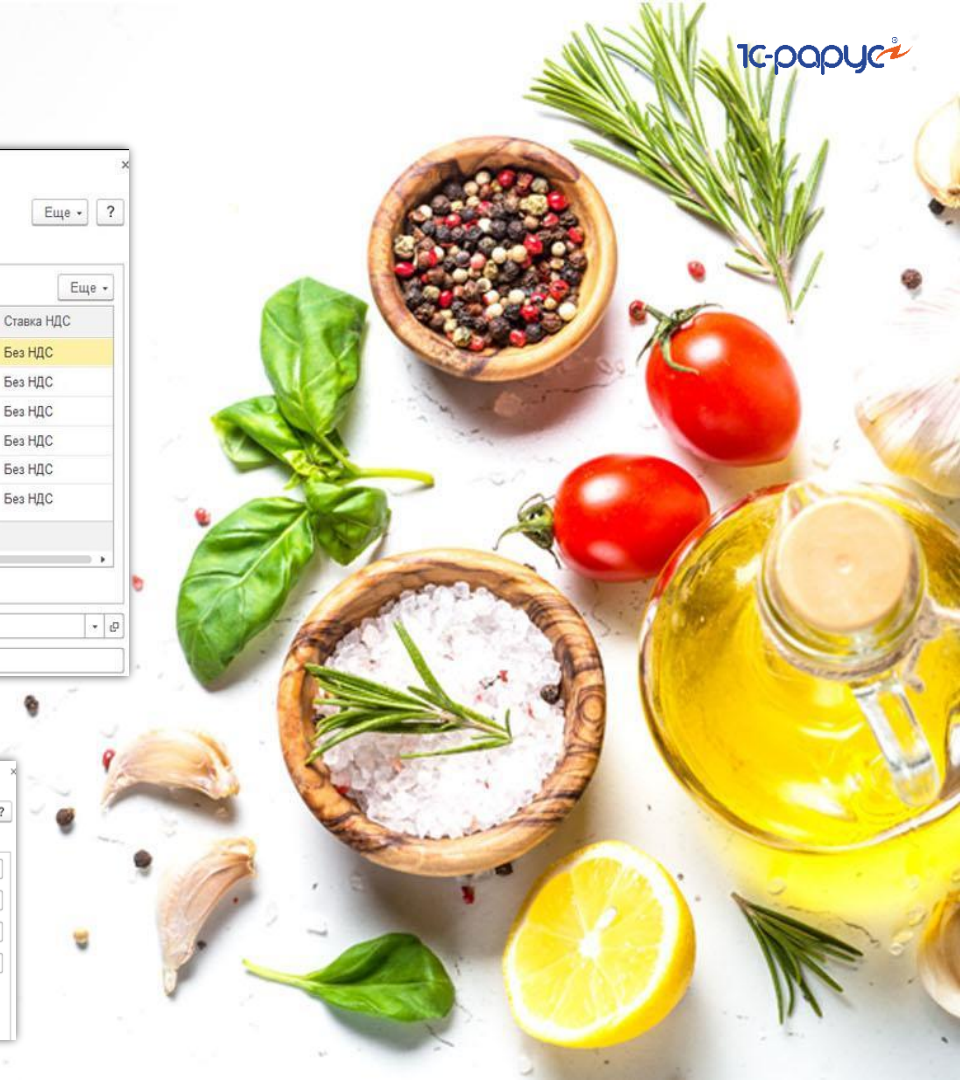 1С-рарус®
×
Еще
?
Еще
Ставка НДС
Без НДС
Без НДС
Без НДС
Без НДС
Без НДС
Без НДС
×
?